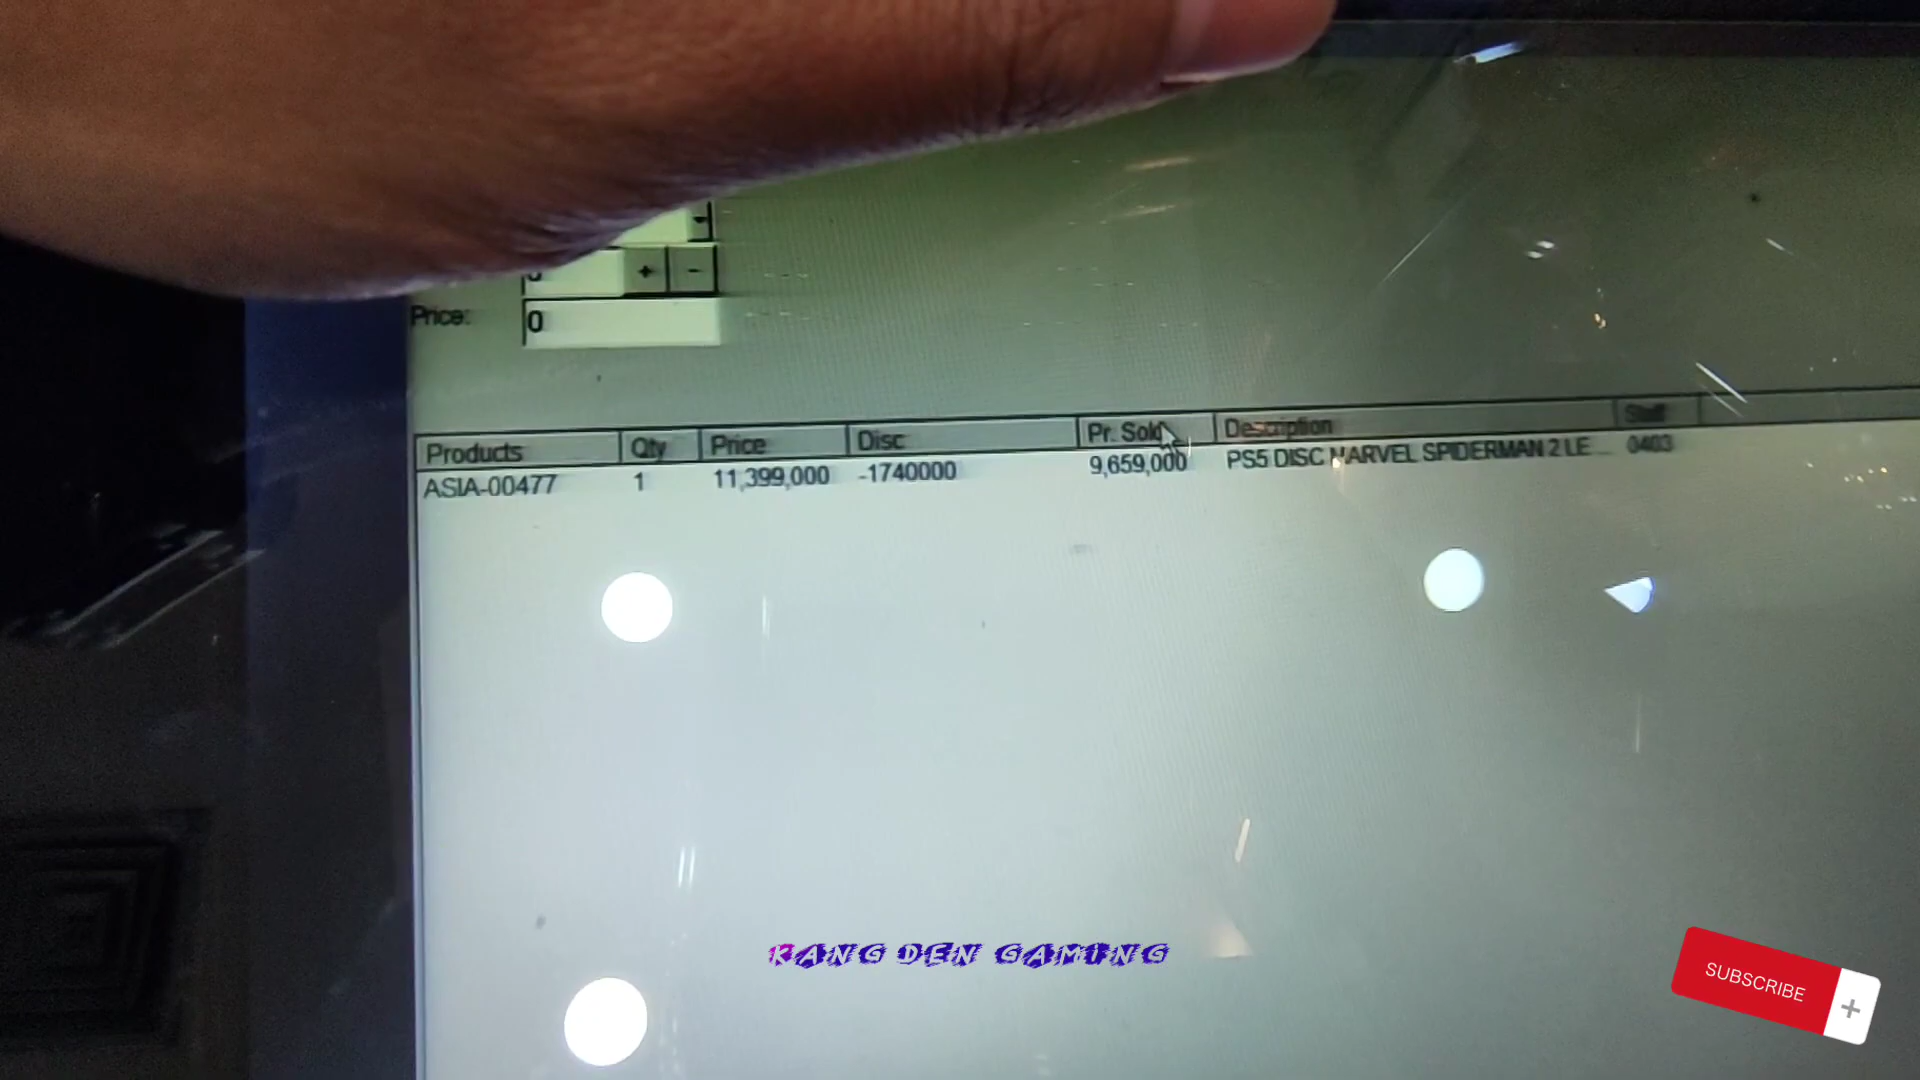 + -
Price: 0
Products Qty Price Disc Pr. Sold Description Staff
ASIA-00477 1 11,399,000 -1740000 9,659,000 PS5 DISC MARVEL SPIDERMAN 2 LE... 0403
KANG DEN GAMING
SUBSCRIBE +